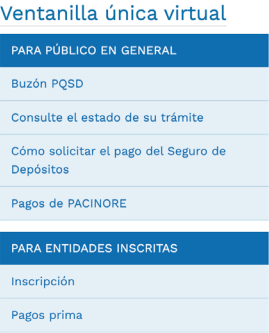 Ventanilla única virtual
PARA PÚBLICO EN GENERAL
Buzón PQSD
Consulte el estado de su trámite
Cómo solicitar el pago del Seguro de
Depósitos
Pagos de PACINORE
PARA ENTIDADES INSCRITAS
Inscripción
Pagos prima